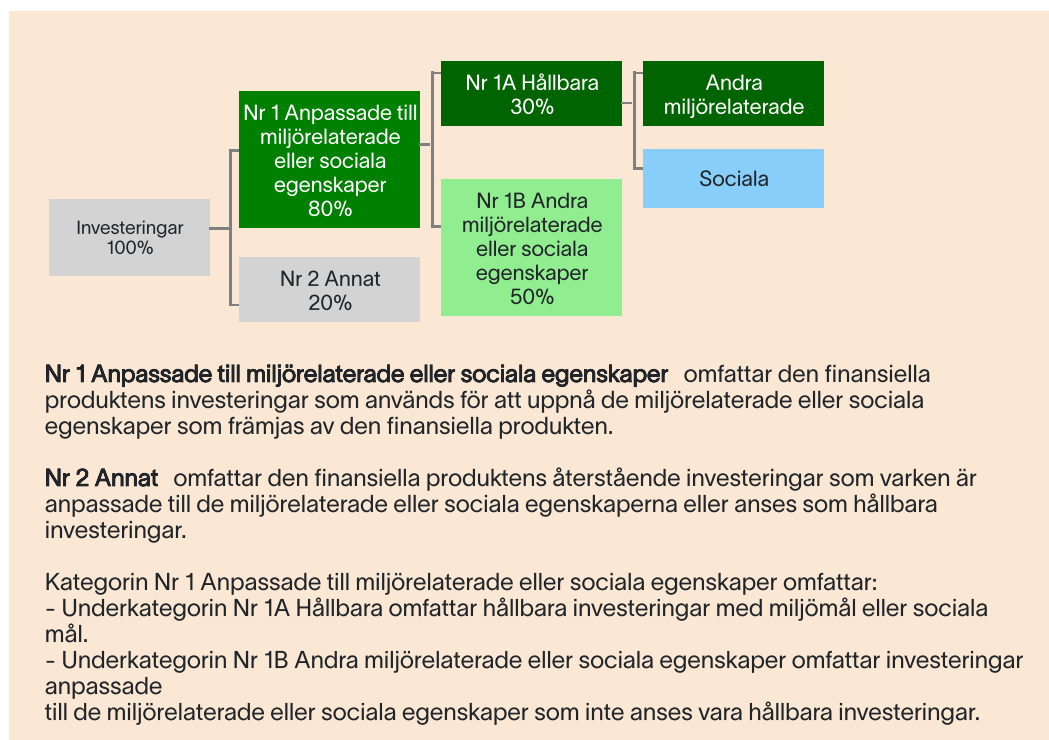 Investeringar
100%
Nr 1 Anpassade till
miljörelaterade
eller sociala
egenskaper
80%
Nr 2 Annat
20%
Nr 1A Hållbara
30%
Nr 1B Andra
miljörelaterade
eller sociala
egenskaper
50%
Andra
miljörelaterade
Sociala
Nr 1 Anpassade till miljörelaterade eller sociala egenskaper omfattar den finansiella
produktens investeringar som används för att uppnå de miljörelaterade eller sociala
egenskaper som främjas av den finansiella produkten.
Nr 2 Annat omfattar den finansiella produktens återstående investeringar som varken är
anpassade till de miljörelaterade eller sociala egenskaperna eller anses som hållbara
investeringar.
Kategorin Nr 1 Anpassade till miljörelaterade eller sociala egenskaper omfattar:
- Underkategorin Nr 1A Hållbara omfattar hållbara investeringar med miljömål eller sociala
mål.
- Underkategorin Nr 1B Andra miljörelaterade eller sociala egenskaper omfattar investeringar
anpassade
till de miljörelaterade eller sociala egenskaper som inte anses vara hållbara investeringar.